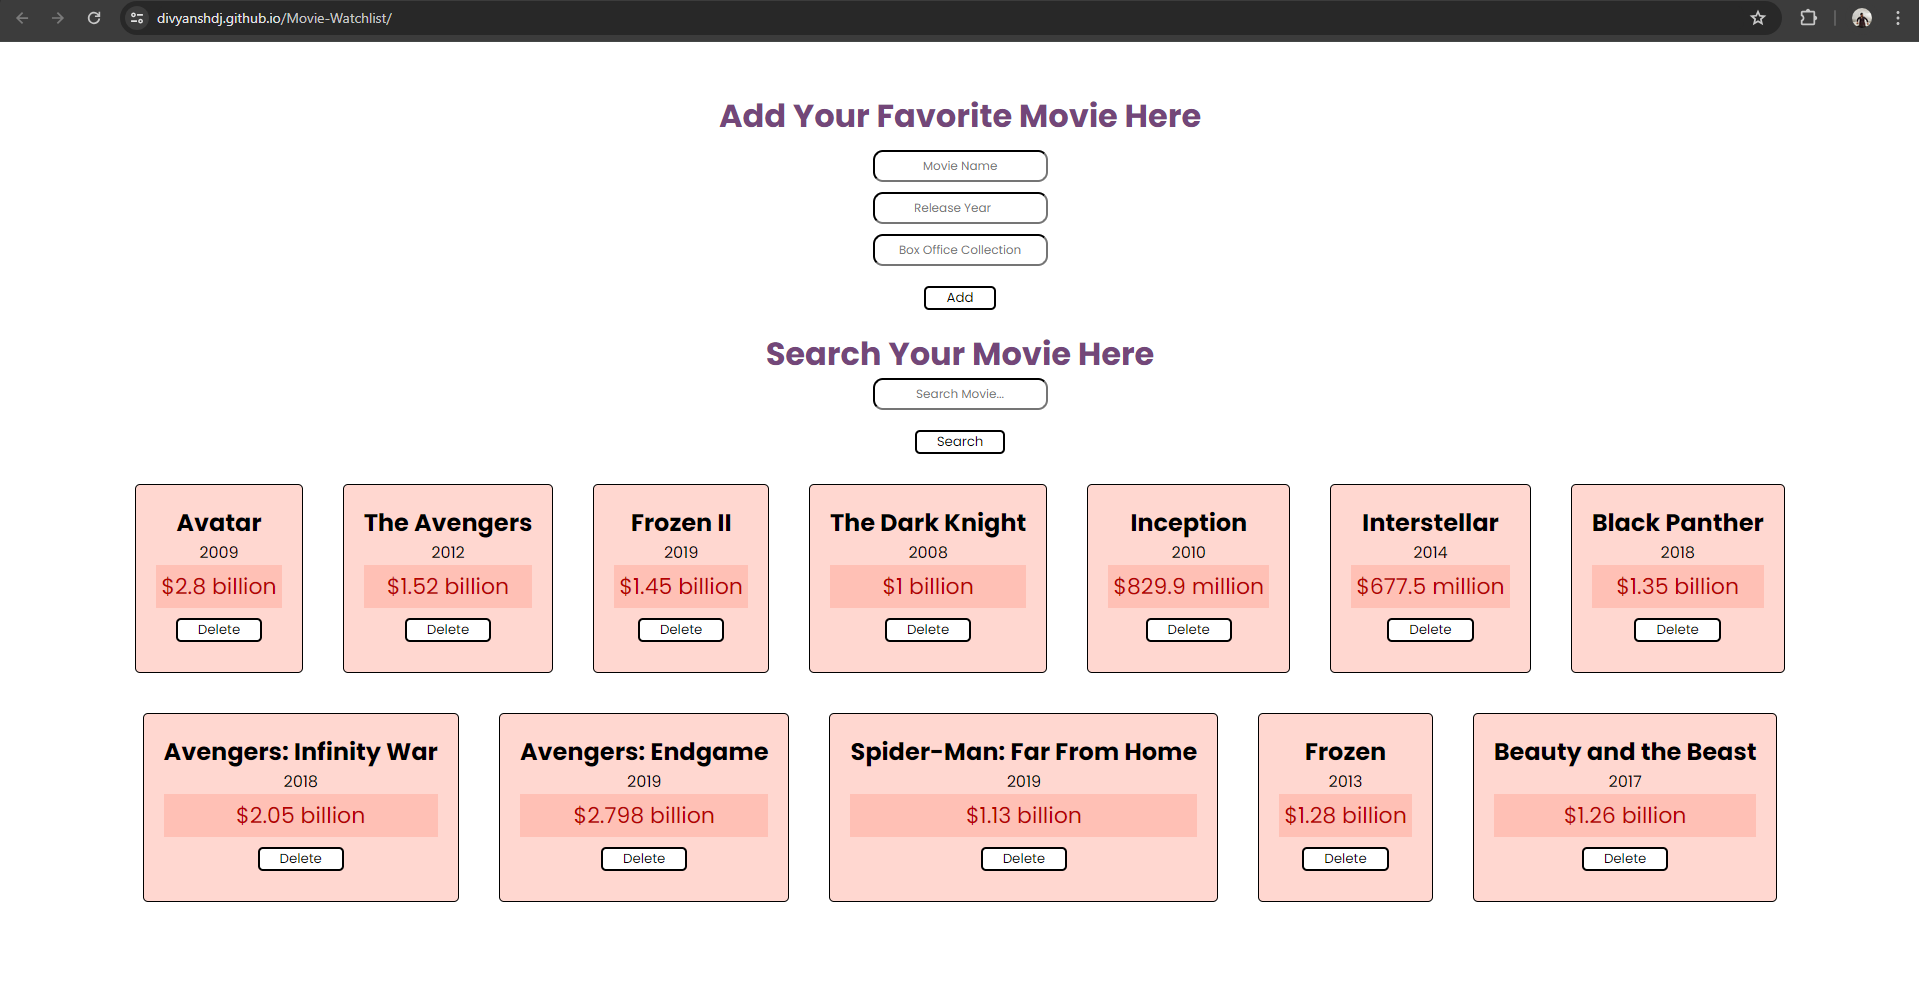 divyanshdj.github.io/Movie-Watchlist/
Add Your Favorite Movie Here
Movie Name
Release Year
Box Office Collection
Add
Search Your Movie Here
Search Movie...
Search
Avatar
2009
$2.8 billion
Delete
The Avengers
2012
$1.52 billion
Delete
Frozen II
2019
$1.45 billion
Delete
The Dark Knight
2008
$1 billion
Delete
Inception
2010
$829.9 million
Delete
Interstellar
2014
$677.5 million
Delete
Black Panther
2018
$1.35 billion
Delete
Avengers: Infinity War
2018
$2.05 billion
Delete
Avengers: Endgame
2019
$2.798 billion
Delete
Spider-Man: Far From Home
2019
$1.13 billion
Delete
Frozen
2013
$1.28 billion
Delete
Beauty and the Beast
2017
$1.26 billion
Delete